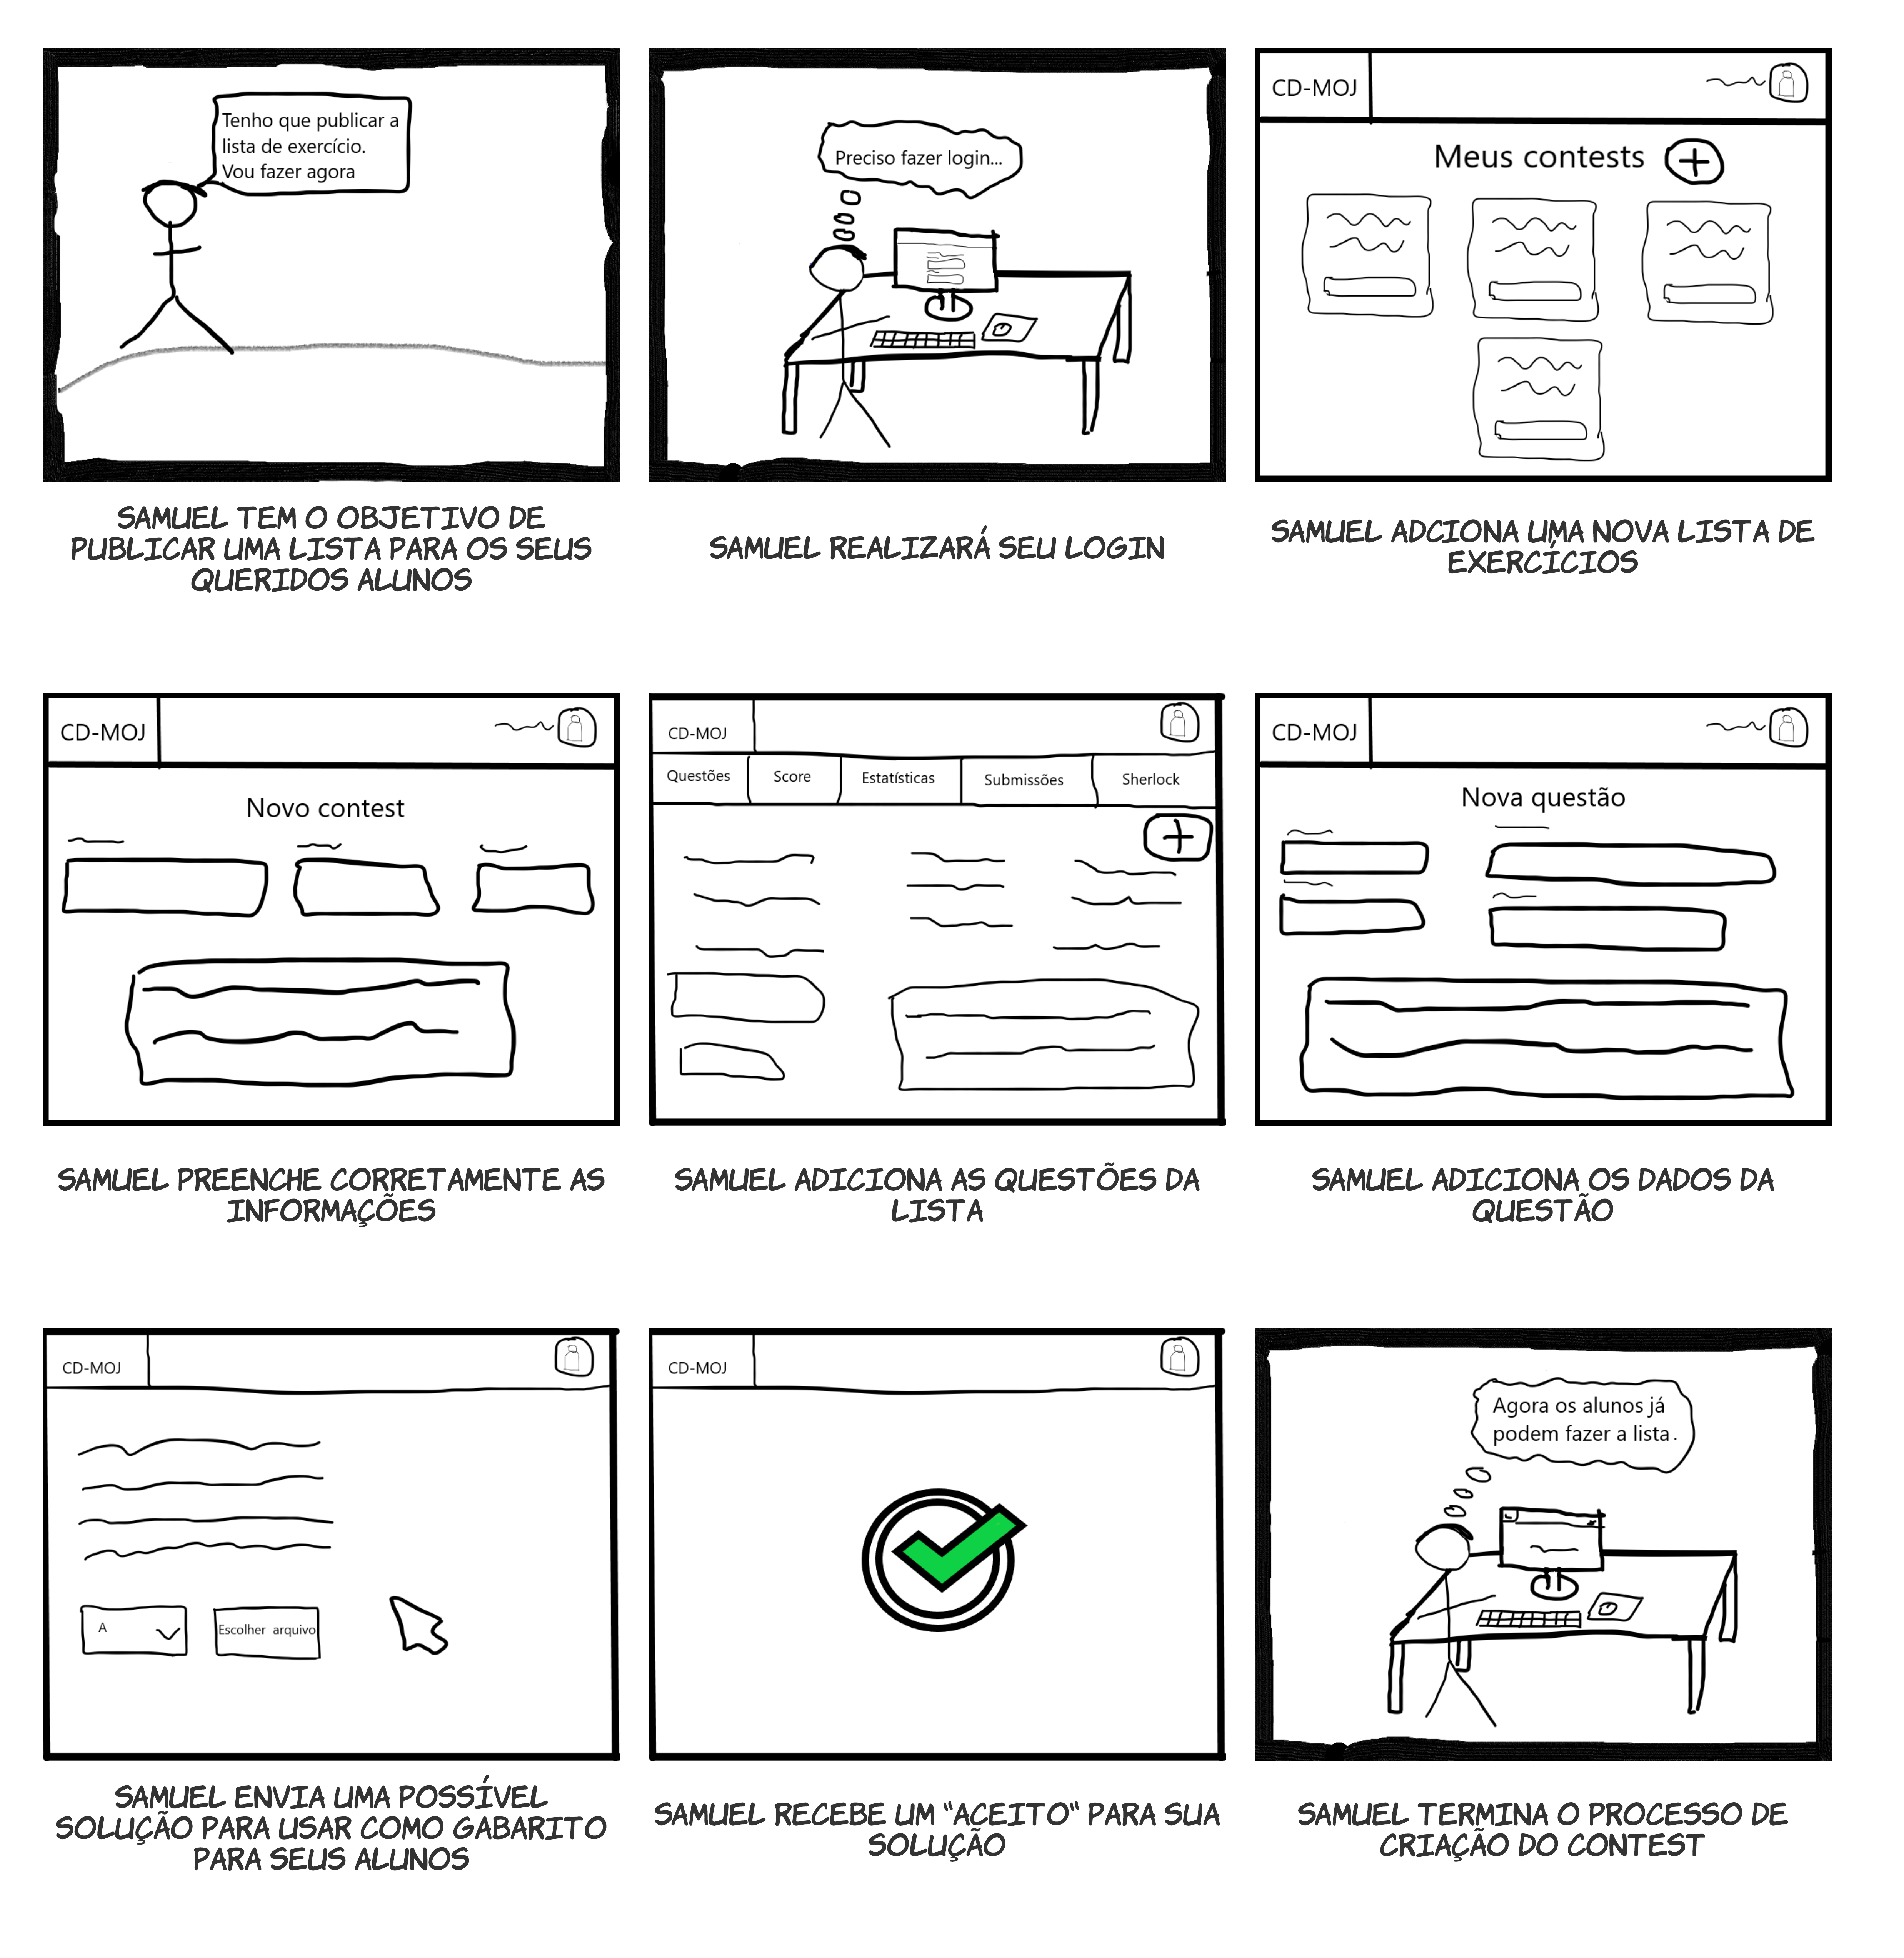 Tenho que publicar a
lista de exercício.
Vou fazer agora
SAMUEL TEM O OBJETIVO DE
PUBLICAR UMA LISTA PARA OS SEUS
QUERIDOS ALUNOS
Preciso fazer login...
SAMUEL REALIZARÁ SEU LOGIN
CD-MOJ
Meus contests
SAMUEL ADCIONA UMA NOVA LISTA DE
EXERCÍCIOS
CD-MOJ
Novo contest
SAMUEL PREENCHE CORRETAMENTE AS
INFORMAÇÕES
CD-MOJ
Questões Score Estatísticas Submissões Sherlock
SAMUEL ADICIONA AS QUESTÕES DA
LISTA
CD-MOJ
Nova questão
SAMUEL ADICIONA OS DADOS DA
QUESTÃO
CD-MOJ
A Escolher arquivo
SAMUEL ENVIA UMA POSSÍVEL
SOLUÇÃO PARA USAR COMO GABARITO
PARA SEUS ALUNOS
CD-MOJ
SAMUEL RECEBE UM "ACEITO" PARA SUA
SOLUÇÃO
Agora os alunos já
podem fazer a lista.
SAMUEL TERMINA O PROCESSO DE
CRIAÇÃO DO CONTEST